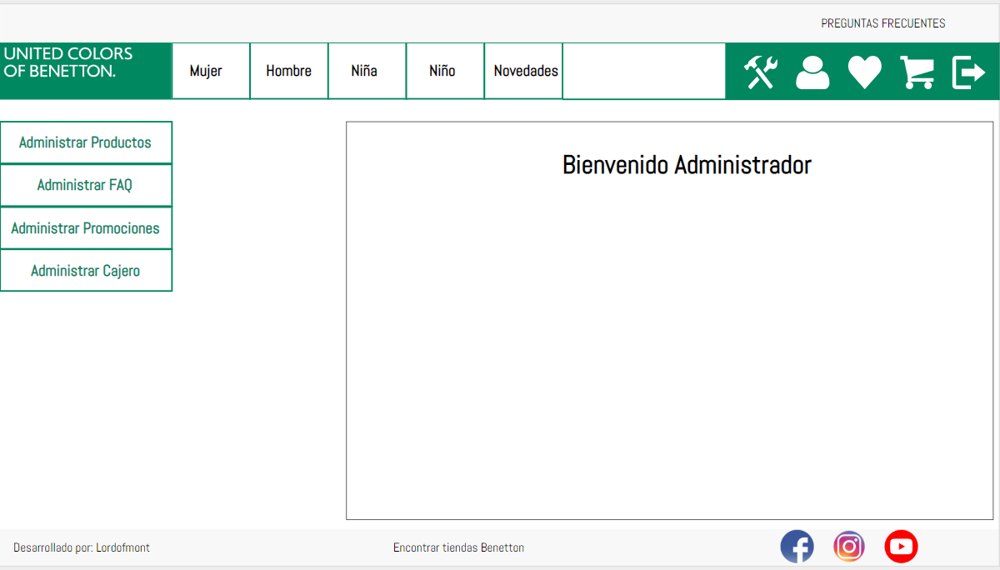 PREGUNTAS FRECUENTES
UNITED COLORS
OF BENETTON.
Mujer
Hombre
Niña
Niño
Novedades
Administrar Productos
Administrar FAQ
Administrar Promociones
Administrar Cajero
Bienvenido Administrador
Desarrollado por: Lordofmont
Encontrar tiendas Benetton